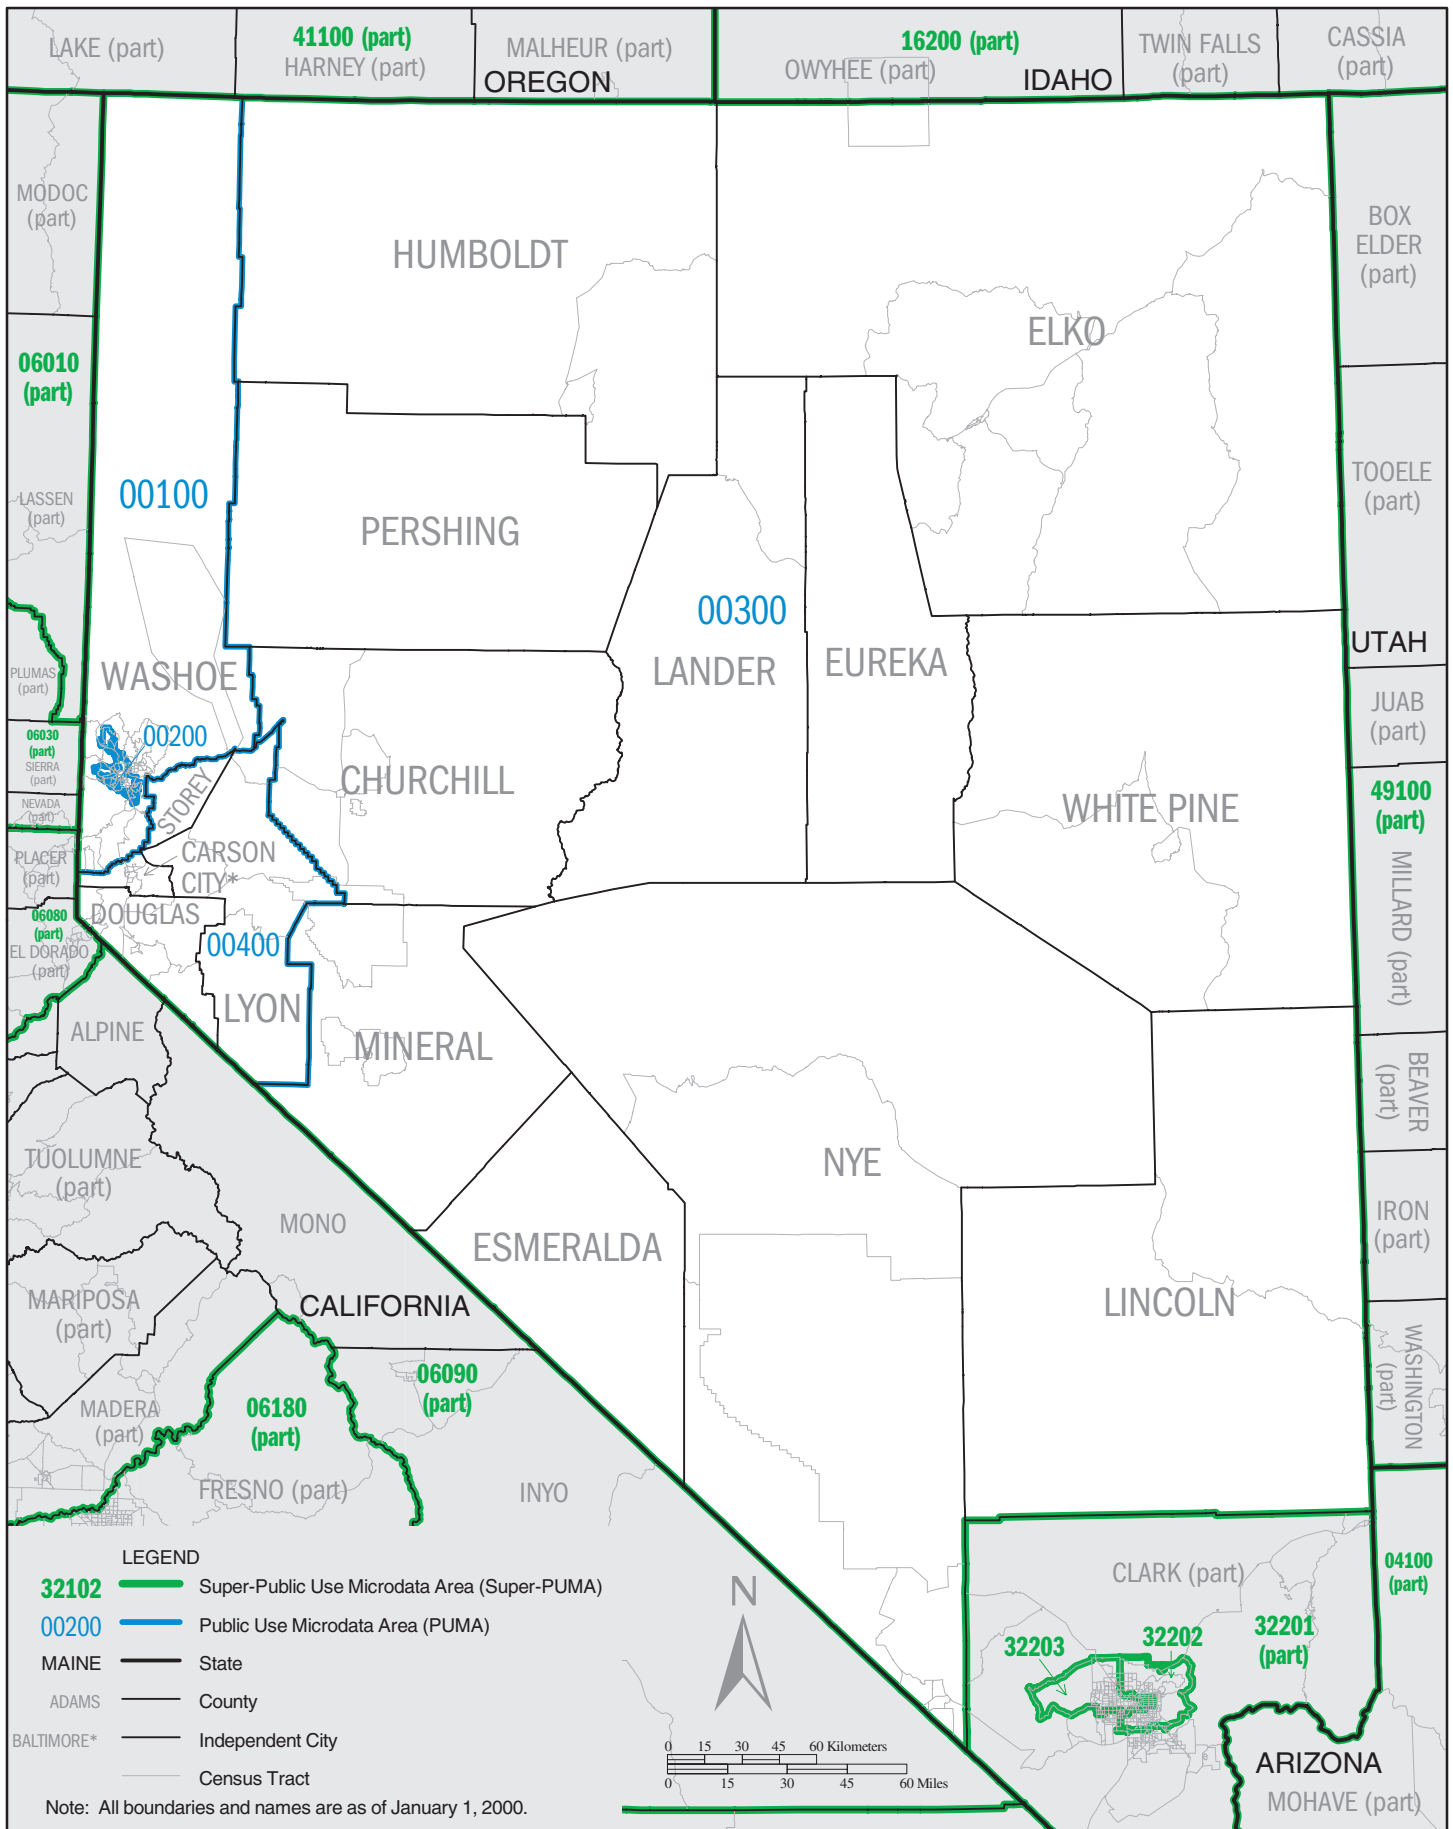 LAKE (part)
41100 (part)
HARNEY (part)
MALHEUR (part)
OREGON
16200 (part)
OWYHEE (part)
IDAHO
TWIN FALLS
(part)
CASSIA
(part)
MODOC
(part)
HUMBOLDT
BOX
ELDER
(part)
ELKO
06010
(part)
00100
LASSEN
(part)
PERSHING
TOOELE
(part)
00300
UTAH
PLUMAS
(part)
WASHOE
LANDER
EUREKA
JUAB
(part)
06030
(part)
SIERRA
(part)
00200
STOREY
CHURCHILL
WHITE PINE
49100
(part)
MILLARD (part)
NEVADA
(part)
PLACER
(part)
CARSON
CITY*
06080
(part)
EL DORADO
(part)
DOUGLAS
00400
LYON
ALPINE
MINERAL
BEAVER
(part)
TUOLUMNE
(part)
NYE
MONO
ESMERALDA
IRON
(part)
MARIPOSA
(part)
CALIFORNIA
LINCOLN
WASHINGTON
(part)
06090
(part)
MADERA
(part)
06180
(part)
FRESNO (part)
INYO
CLARK (part)
04100
(part)
32203
32202
32201
(part)
ARIZONA
MOHAVE (part)
LEGEND
32102 Super-Public Use Microdata Area (Super-PUMA)
00200 Public Use Microdata Area (PUMA)
MAINE State
ADAMS County
BALTIMORE* Independent City
Census Tract
Note: All boundaries and names are as of January 1, 2000.
N
0 15 30 45 60 Kilometers
0 15 30 45 60 Miles